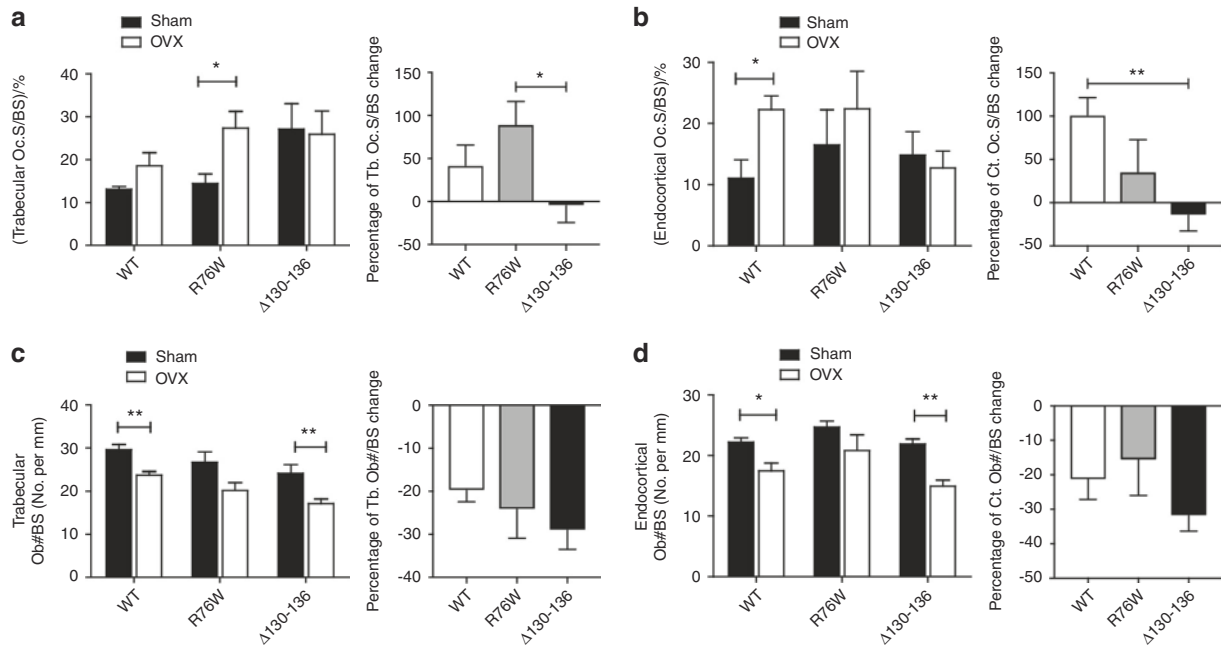 a
Sham
OVX
(Trabecular Oc.S/BS)/%
40
30
20
10
0
*
WT
R76W
Δ130-136
Percentage of Tb. Oc.S/BS change
150
100
50
0
-50
*
WT
R76W
Δ130-136
b
Sham
OVX
(Endocortical Oc.S/BS)/%
30
20
10
0
*
WT
R76W
Δ130-136
Percentage of Ct. Oc.S/BS change
150
100
50
0
-50
**
WT
R76W
Δ130-136
c
Sham
OVX
Trabecular
Ob#BS (No. per mm)
40
30
20
10
0
**
**
WT
R76W
Δ130-136
Percentage of Tb. Ob#/BS change
0
-10
-20
-30
-40
WT
R76W
Δ130-136
d
Sham
OVX
Endocortical
Ob#BS (No. per mm)
30
20
10
0
*
**
WT
R76W
Δ130-136
Percentage of Ct. Ob#/BS change
0
-10
-20
-30
-40
-50
WT
R76W
Δ130-136